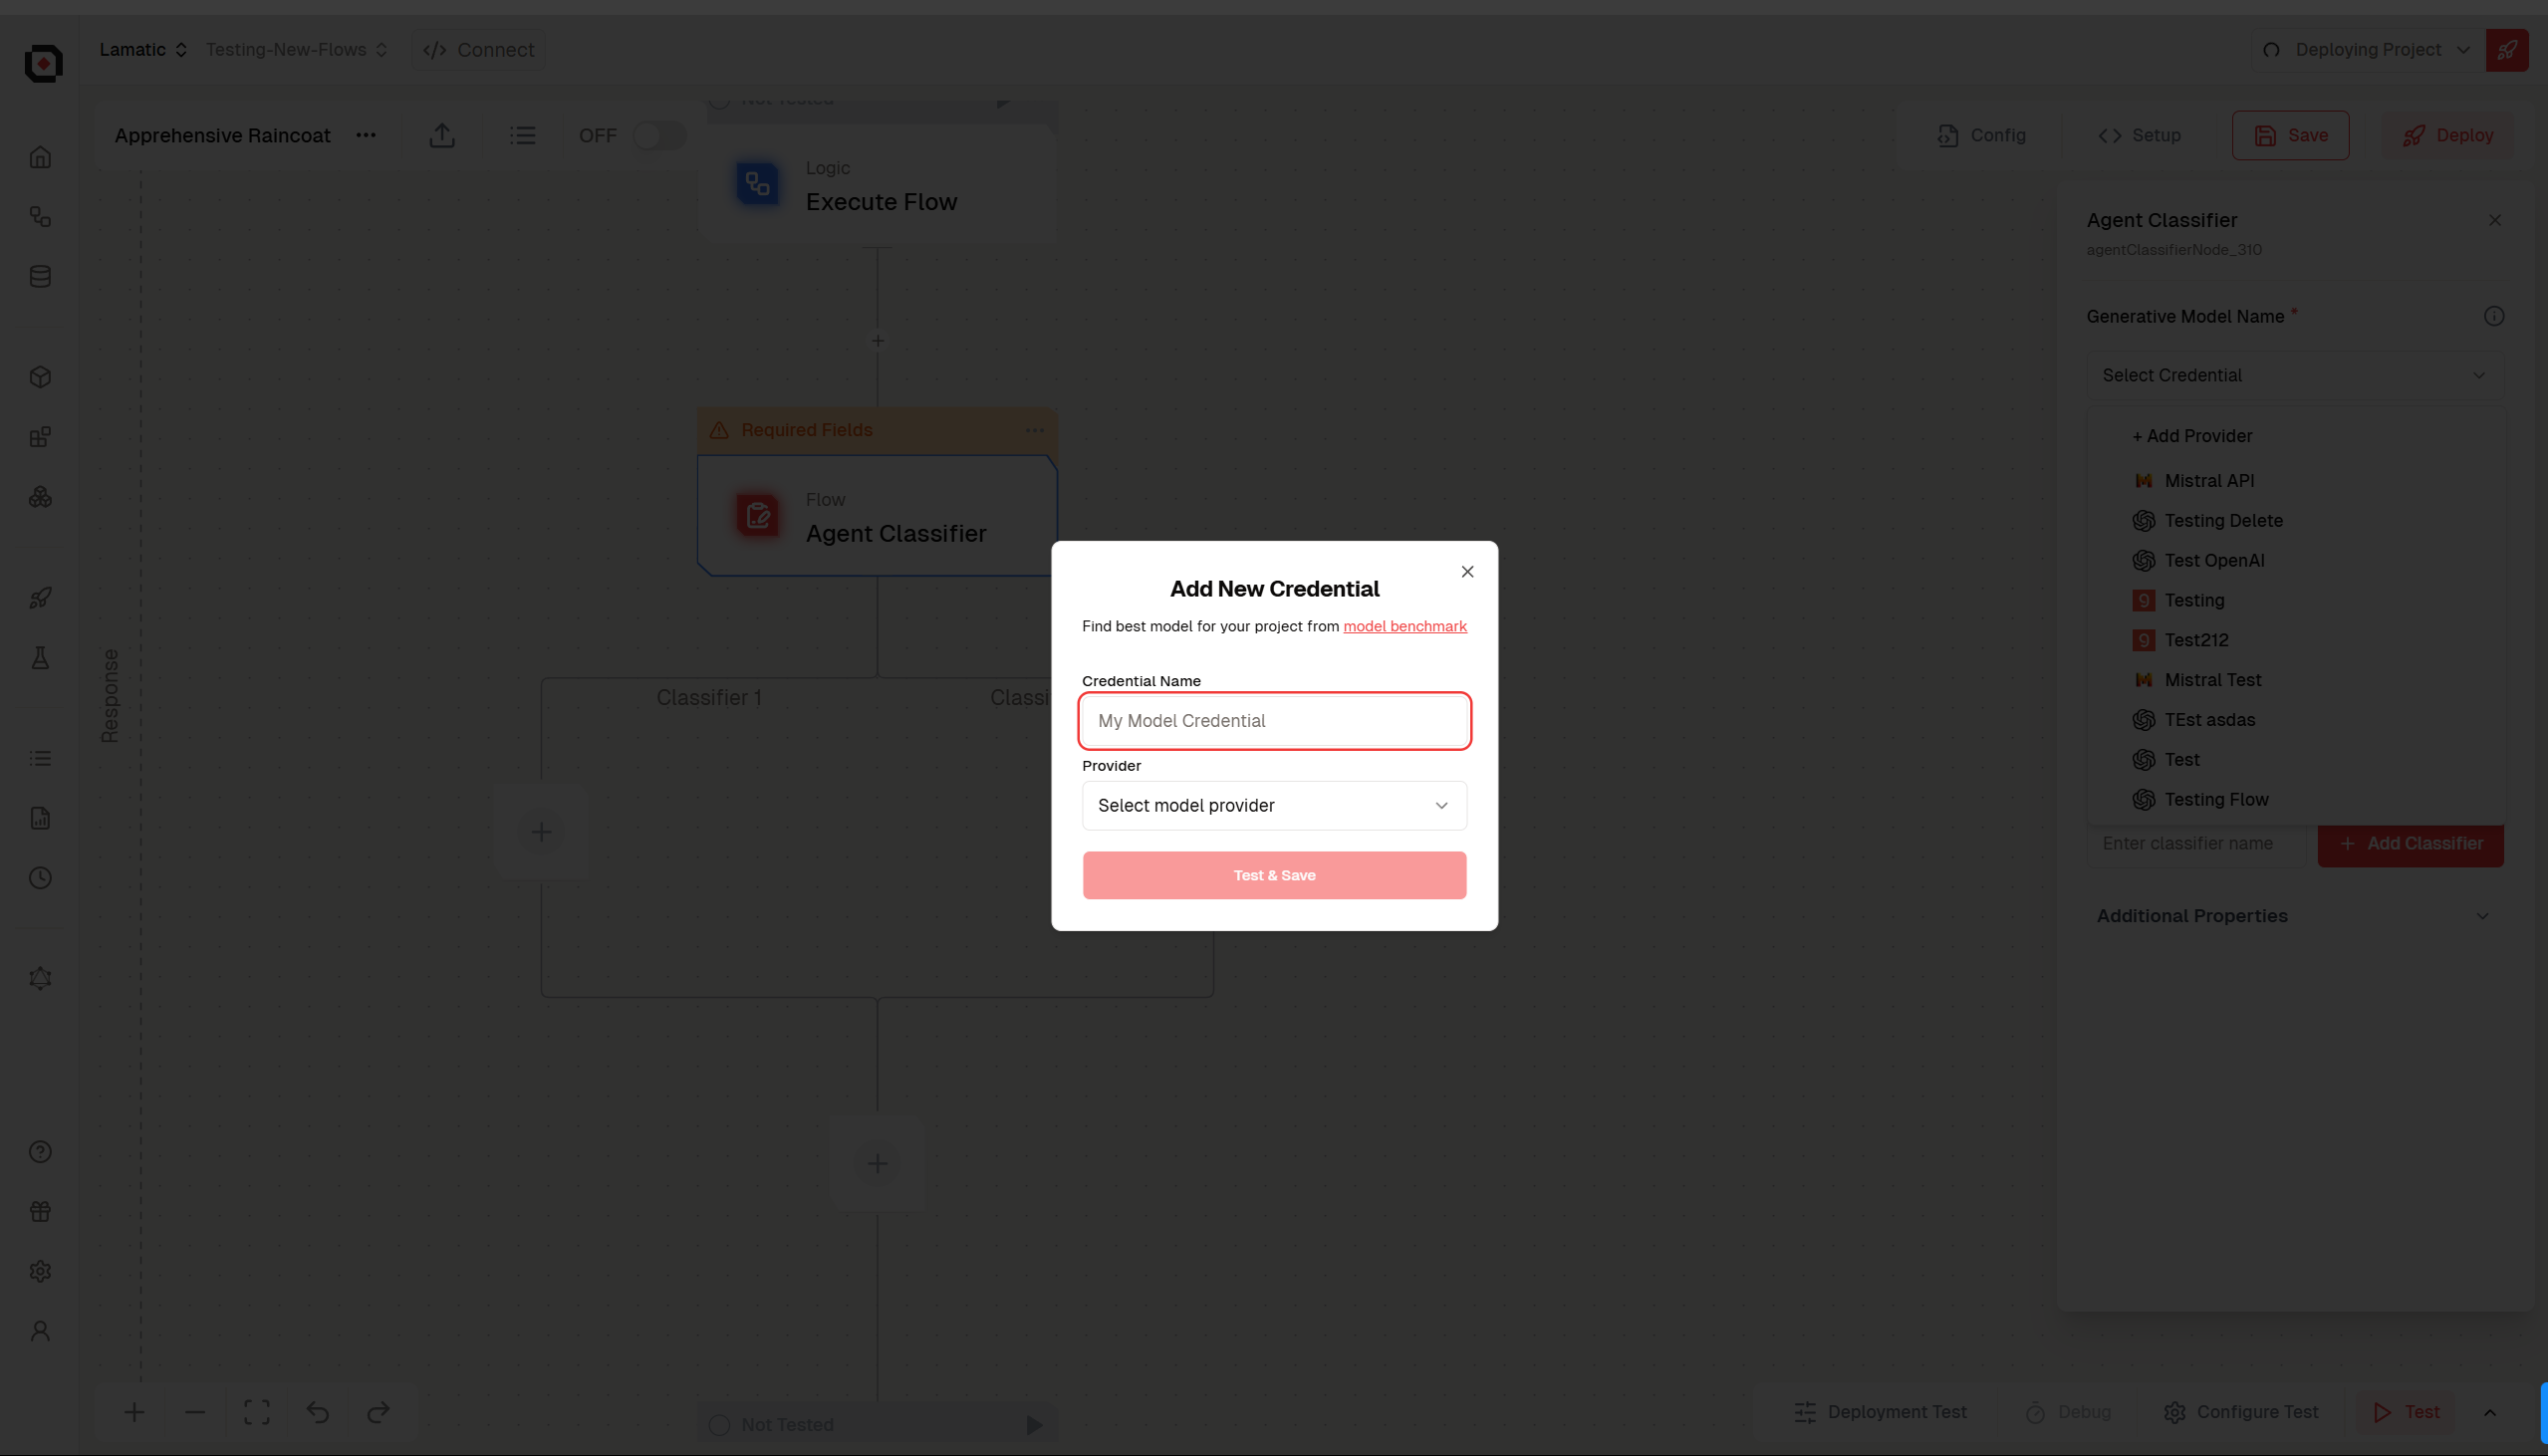 Lamatic
Testing-New-Flows
Connect
Deploying Project
Apprehensive Raincoat
OFF
Not Tested
Config
Setup
Save
Deploy
Logic
Execute Flow
Required Fields
Flow
Agent Classifier
Response
Classifier 1
Classi
Add New Credential
Find best model for your project from model benchmark
Credential Name
My Model Credential
Provider
Select model provider
Test & Save
Agent Classifier
agentClassifierNode_310
Generative Model Name *
Select Credential
+ Add Provider
Mistral API
Testing Delete
Test OpenAI
Testing
Test212
Mistral Test
TEst asdas
Test
Testing Flow
Enter classifier name
Add Classifier
Additional Properties
Not Tested
Deployment Test
Debug
Configure Test
Test